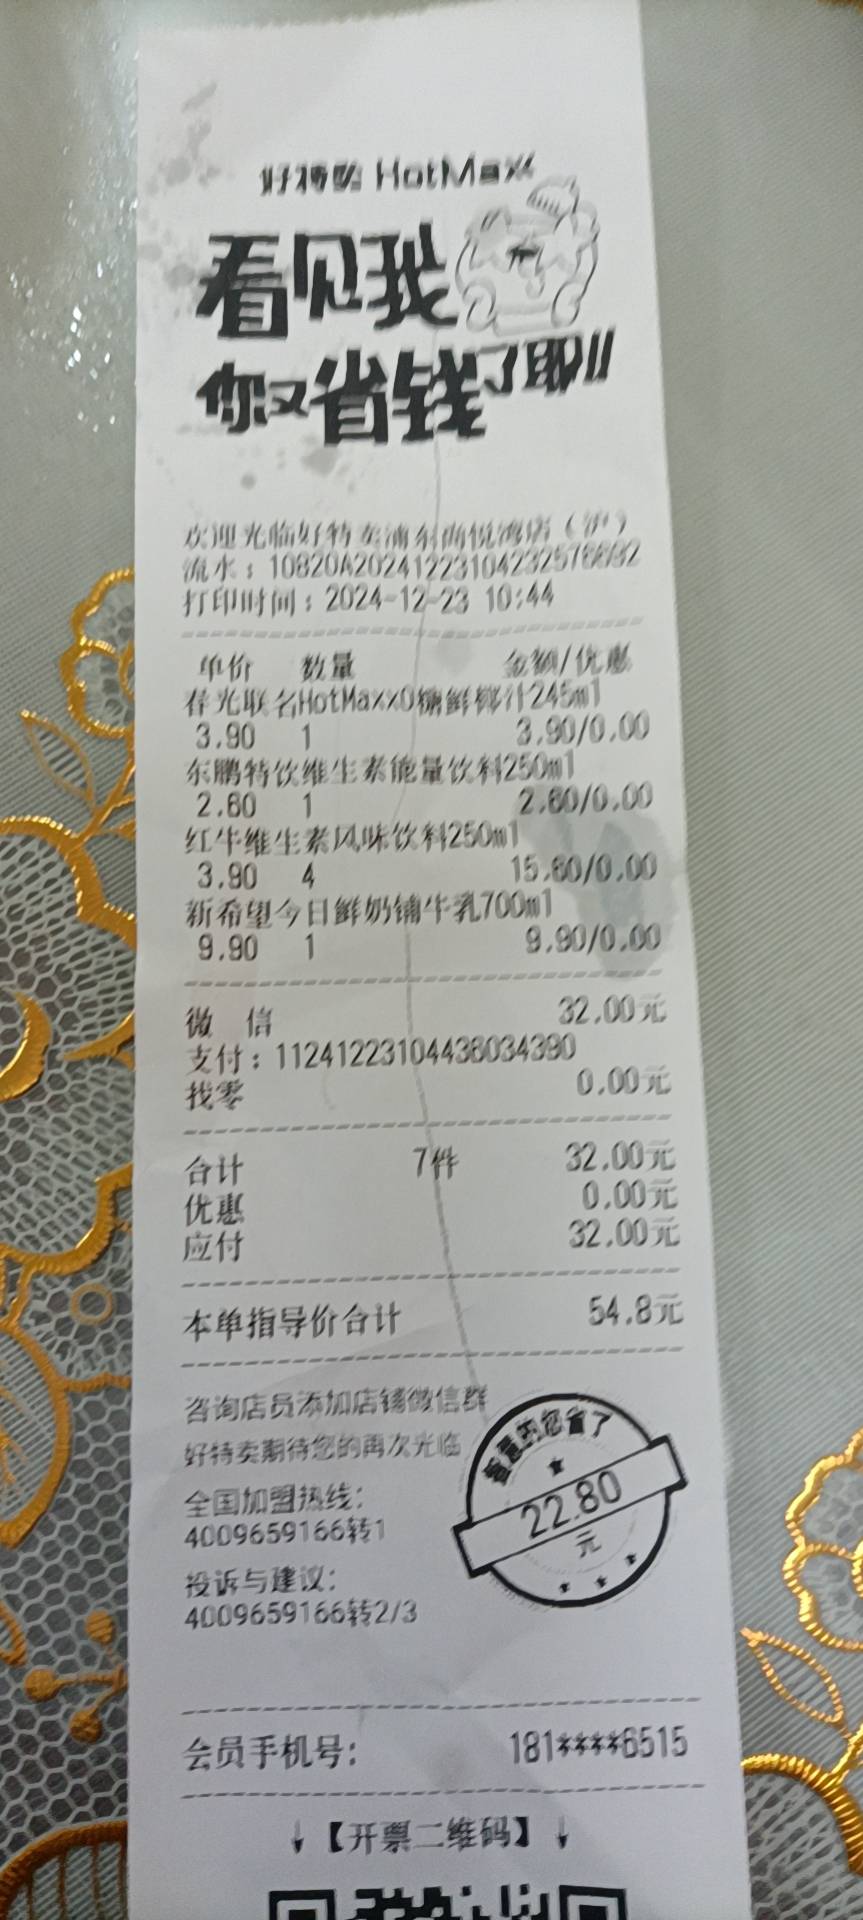 好特卖 HotMaxx
看见我
你又省钱了耶!!
欢迎光临好特卖浦东尚悦湾店（沪）
流水：10820A20241223104232576692
打印时间：2024-12-23 10:44
单价 数量 金额/优惠
春光联名HotMaxx0糖鲜椰汁245ml
3.90 1 3.90/0.00
东鹏特饮维生素能量饮料250ml
2.60 1 2.60/0.00
红牛维生素风味饮料250ml
3.90 4 15.60/0.00
新希望今日鲜奶铺牛乳700ml
9.90 1 9.90/0.00
微 信 32.00元
支付：11241223104436034390
找零 0.00元
合计 7件 32.00元
优惠 0.00元
应付 32.00元
本单指导价合计 54.8元
咨询店员添加店铺微信群
好特卖期待您的再次光临
全国加盟热线：
4009659166转1
投诉与建议：
4009659166转2/3
您省了
22.80
元
会员手机号： 181****6515
↓【开票二维码】↓